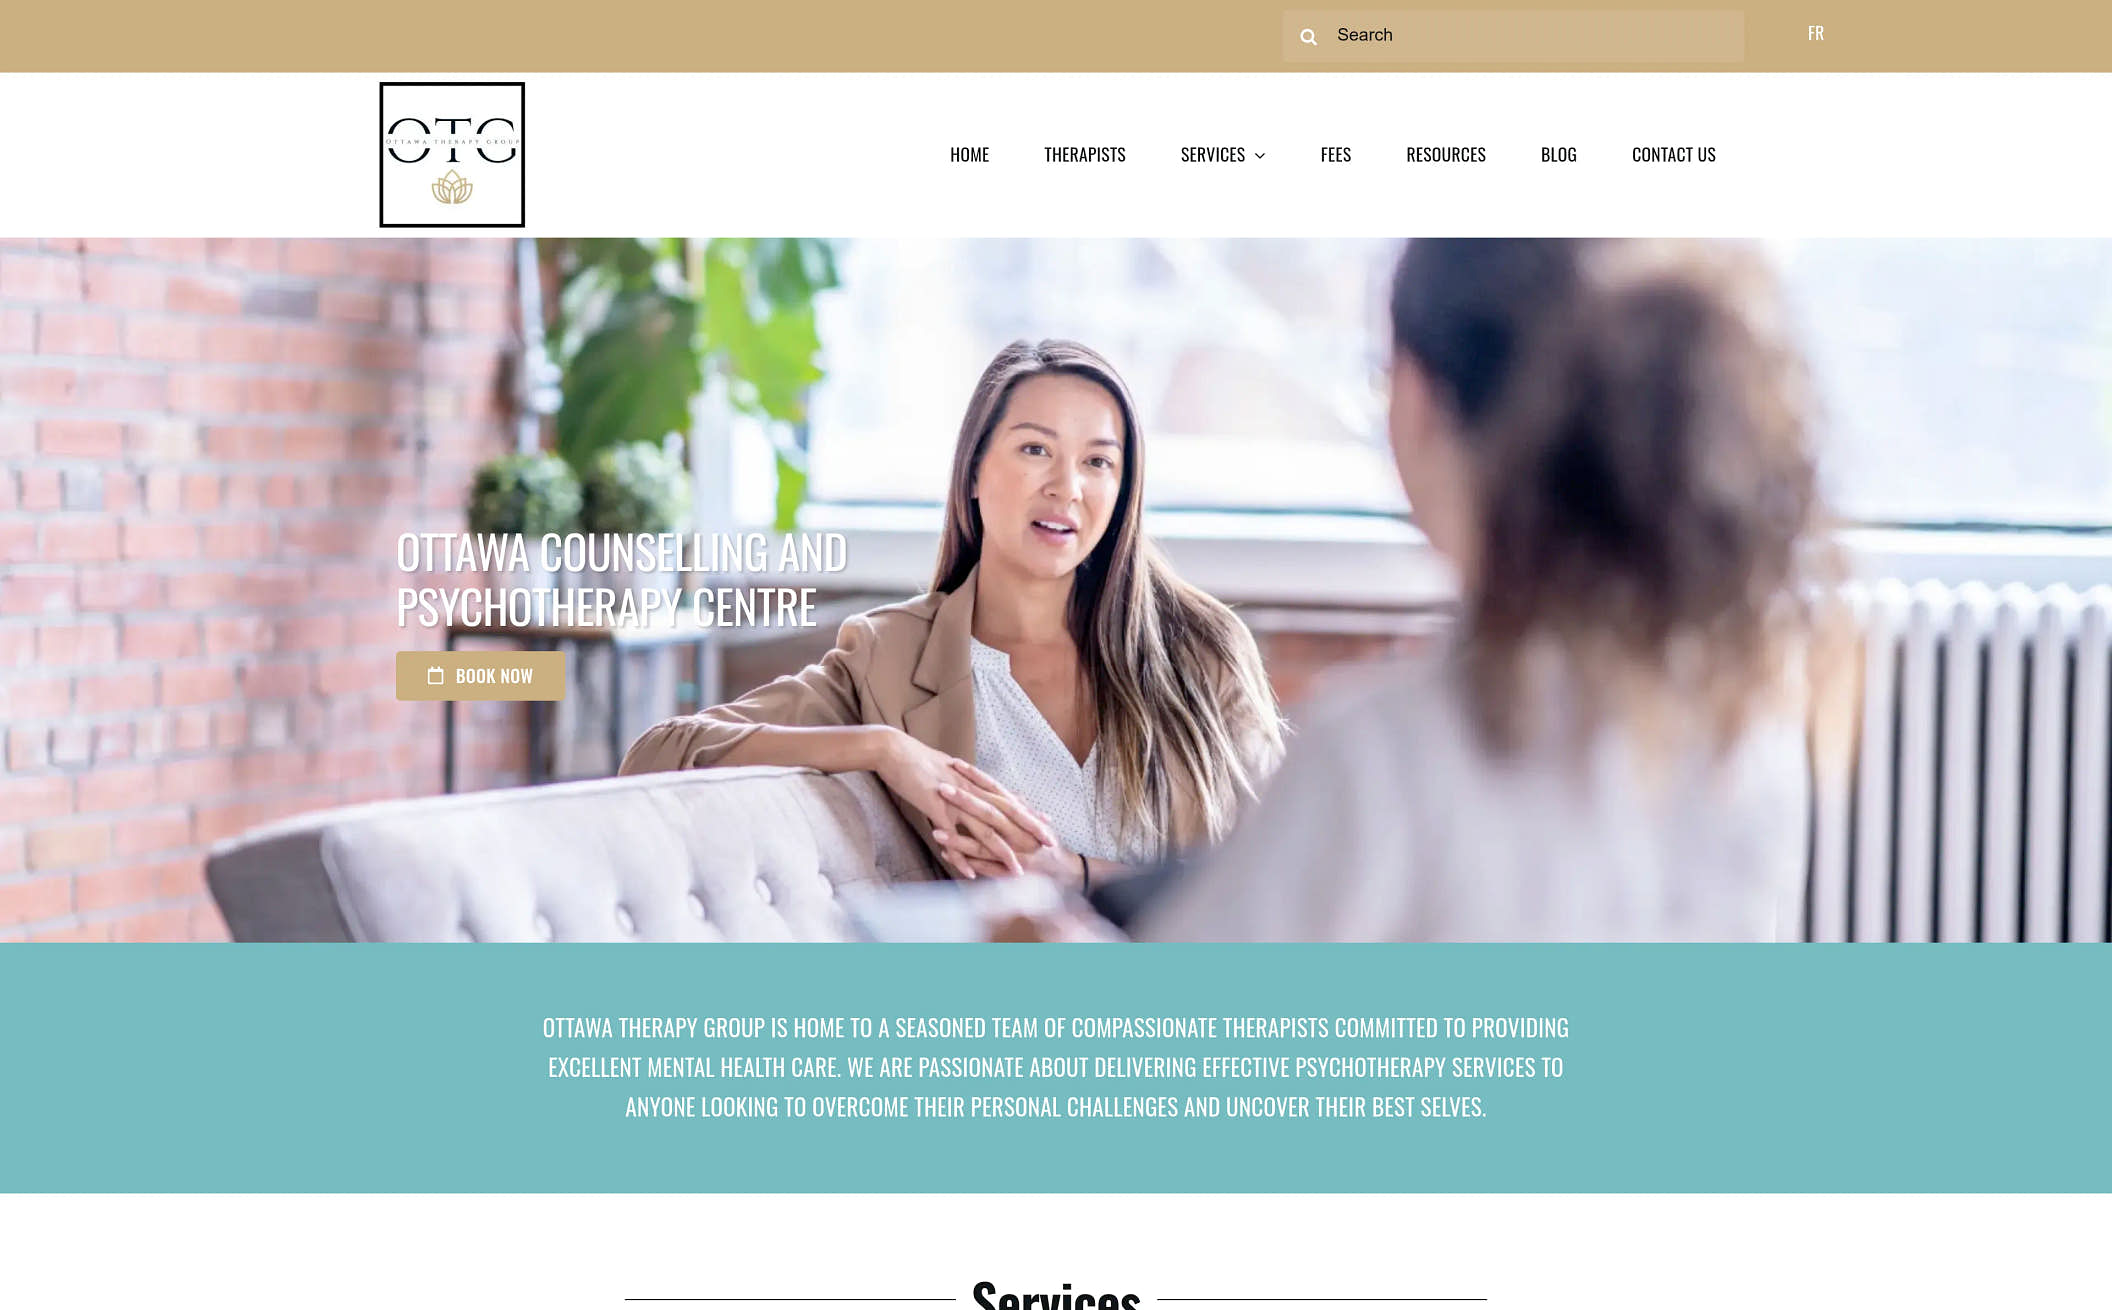 Search
FR
OTG
OTTAWA THERAPY GROUP
HOME THERAPISTS SERVICES FEES RESOURCES BLOG CONTACT US
OTTAWA COUNSELLING AND
PSYCHOTHERAPY CENTRE
BOOK NOW
OTTAWA THERAPY GROUP IS HOME TO A SEASONED TEAM OF COMPASSIONATE THERAPISTS COMMITTED TO PROVIDING
EXCELLENT MENTAL HEALTH CARE. WE ARE PASSIONATE ABOUT DELIVERING EFFECTIVE PSYCHOTHERAPY SERVICES TO
ANYONE LOOKING TO OVERCOME THEIR PERSONAL CHALLENGES AND UNCOVER THEIR BEST SELVES.
Services